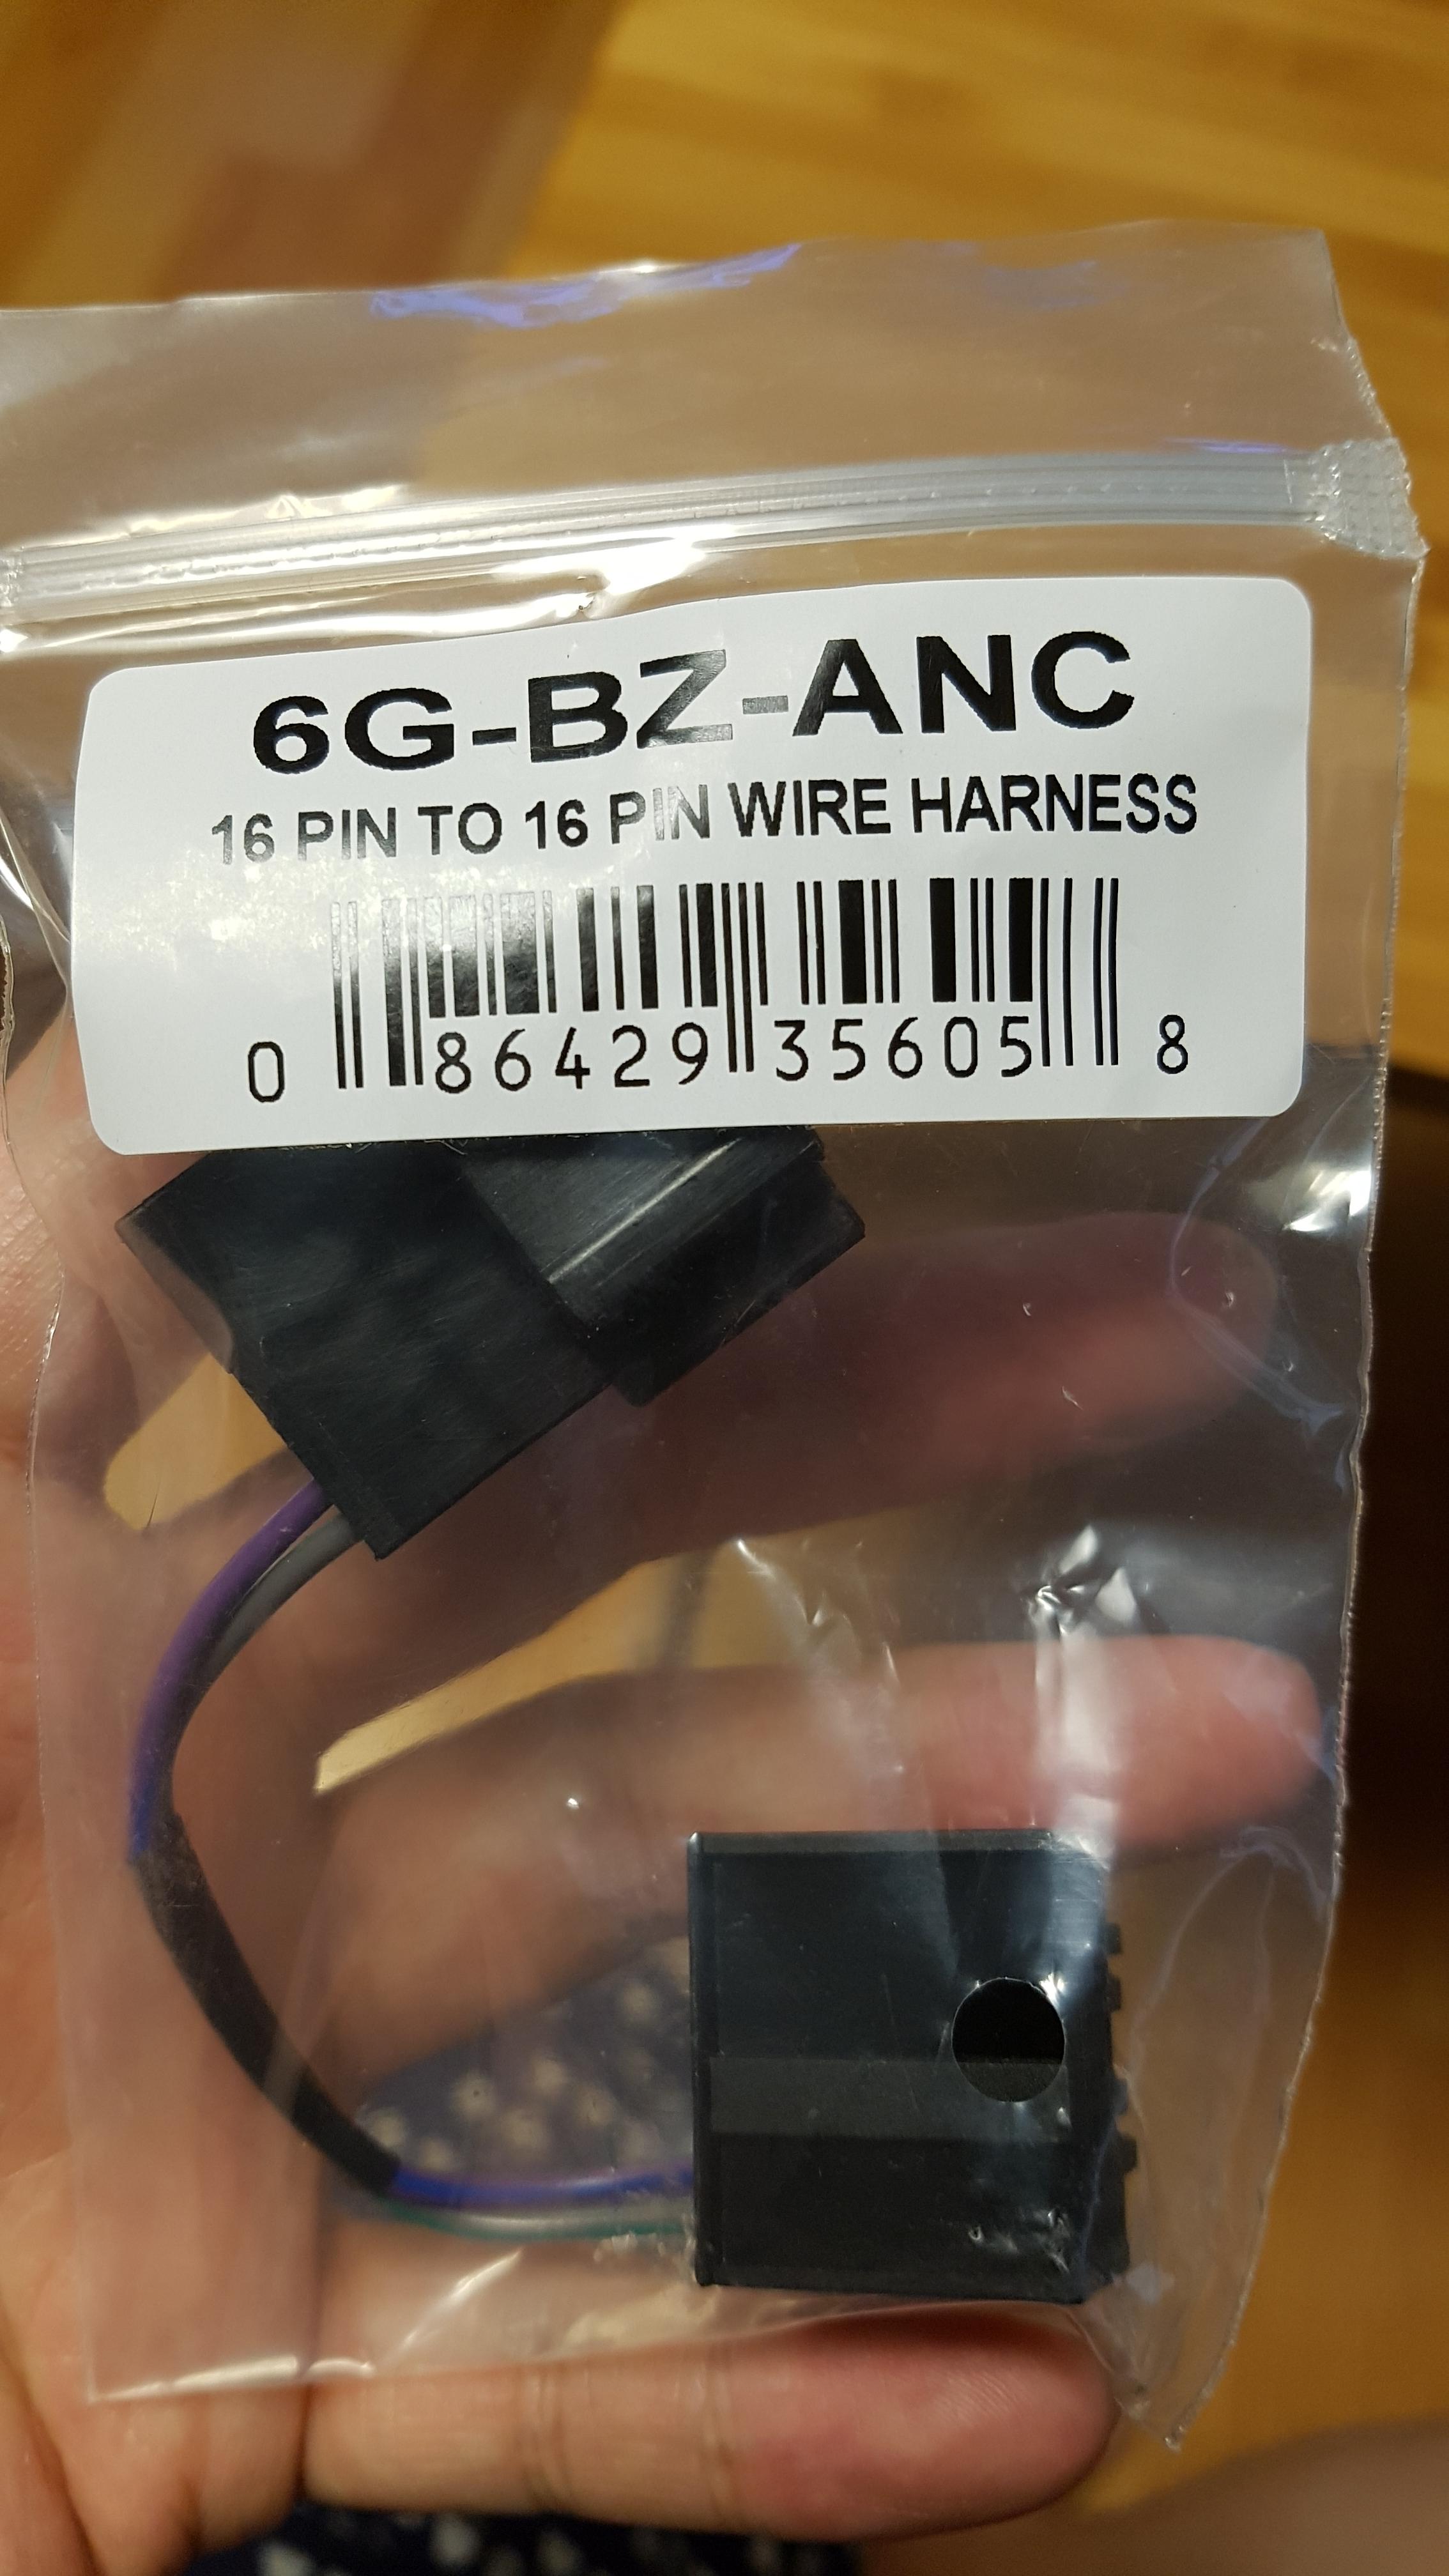 6G-BZ-ANC
16 PIN TO 16 PIN WIRE HARNESS
0 86429 35605 8